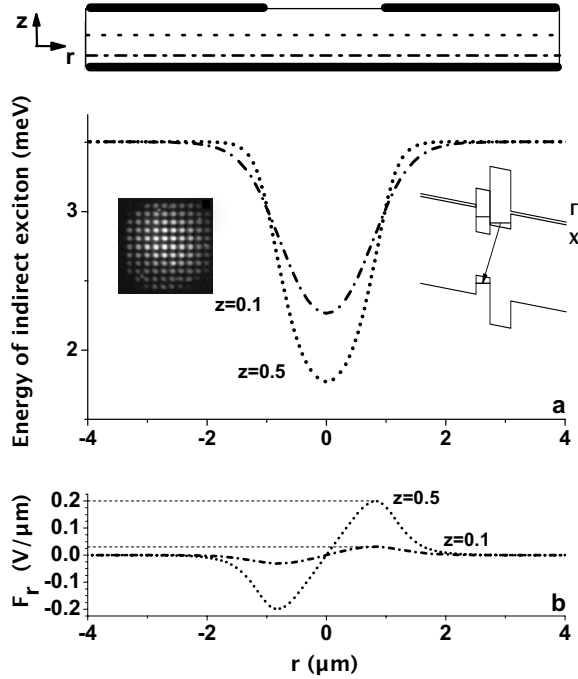 z
r
Energy of indirect exciton (meV)
3
2
z=0.1
z=0.5
Γ
X
a
-4 -2 0 2 4
F_r (V/μm)
0.2
0.1
0.0
-0.1
-0.2
z=0.5
z=0.1
b
-4 -2 0 2 4
r (μm)